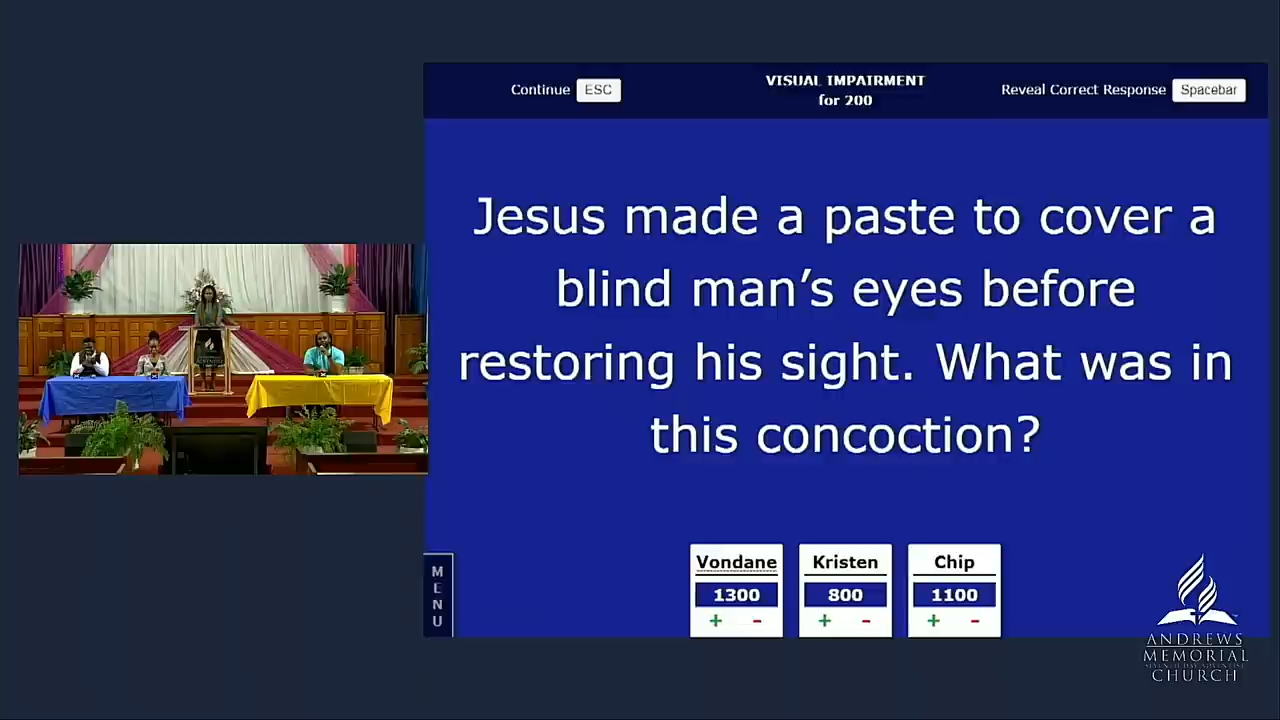 Continue ESC
VISUAL IMPAIRMENT
for 200
Reveal Correct Response Spacebar
Jesus made a paste to cover a
blind man’s eyes before
restoring his sight. What was in
this concoction?
MENU
Vondane Kristen Chip
1300 800 1100
+ - + - + -
ANDREWS
MEMORIAL
CHURCH